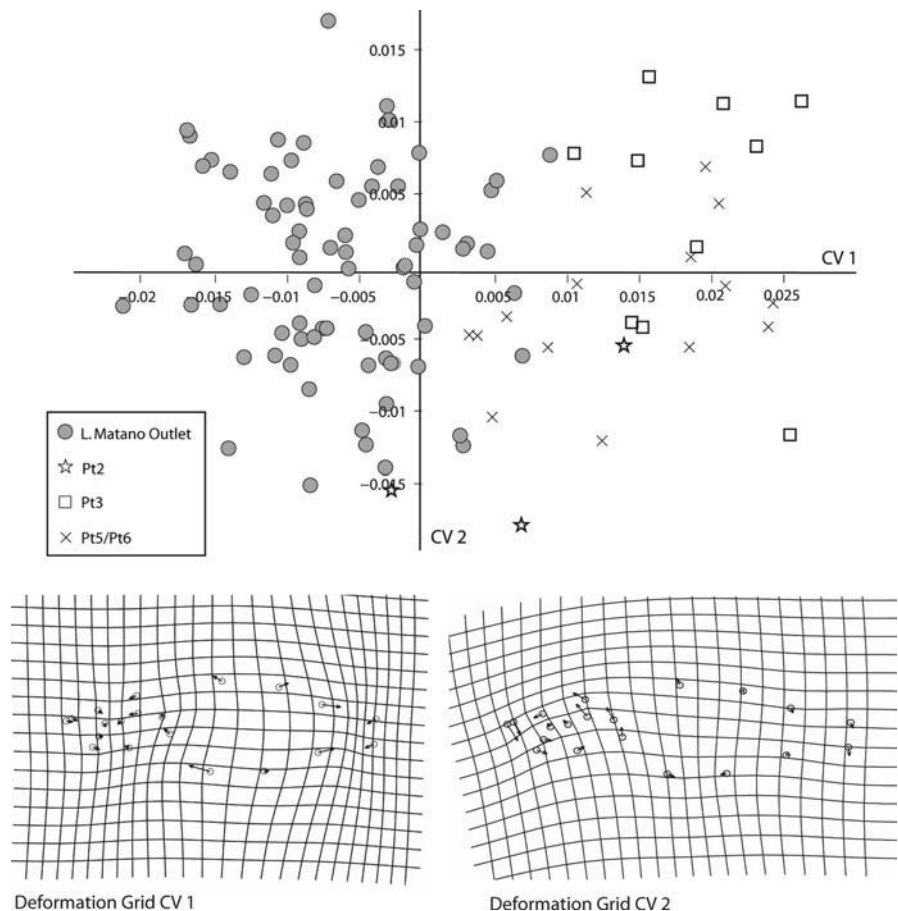 0.015
0.01
0.005
CV 1
−0.02
−0.015
−0.01
−0.005
0.005
0.01
0.015
0.02
0.025
−0.005
−0.01
−0.015
CV 2
L. Matano Outlet
Pt2
Pt3
Pt5/Pt6
Deformation Grid CV 1
Deformation Grid CV 2